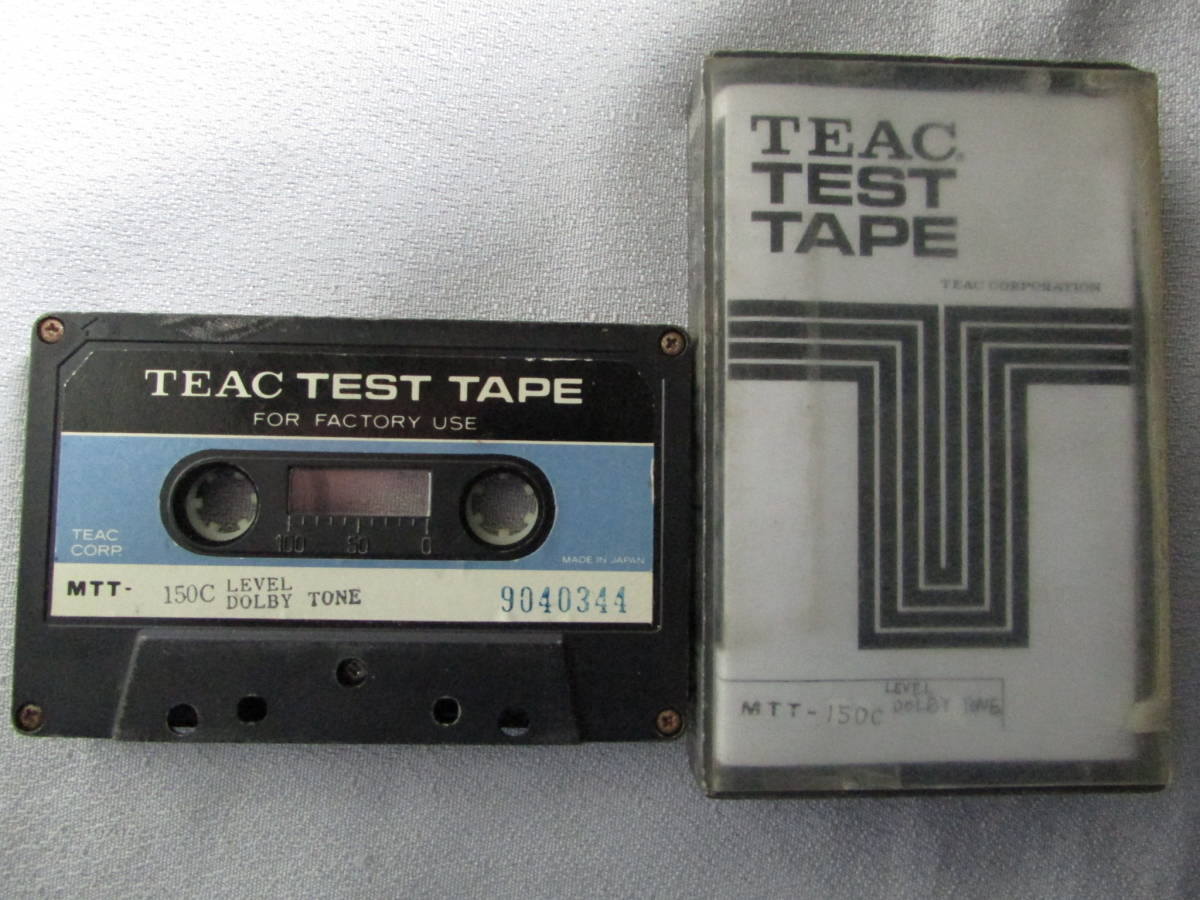 TEAC TEST TAPE
FOR FACTORY USE
100 50 0
TEAC
CORP.
MADE IN JAPAN
MTT- 150C LEVEL
DOLBY TONE
9040344
TEAC®
TEST
TAPE
TEAC CORPORATION
LEVEL
MTT-150C DOLBY TONE